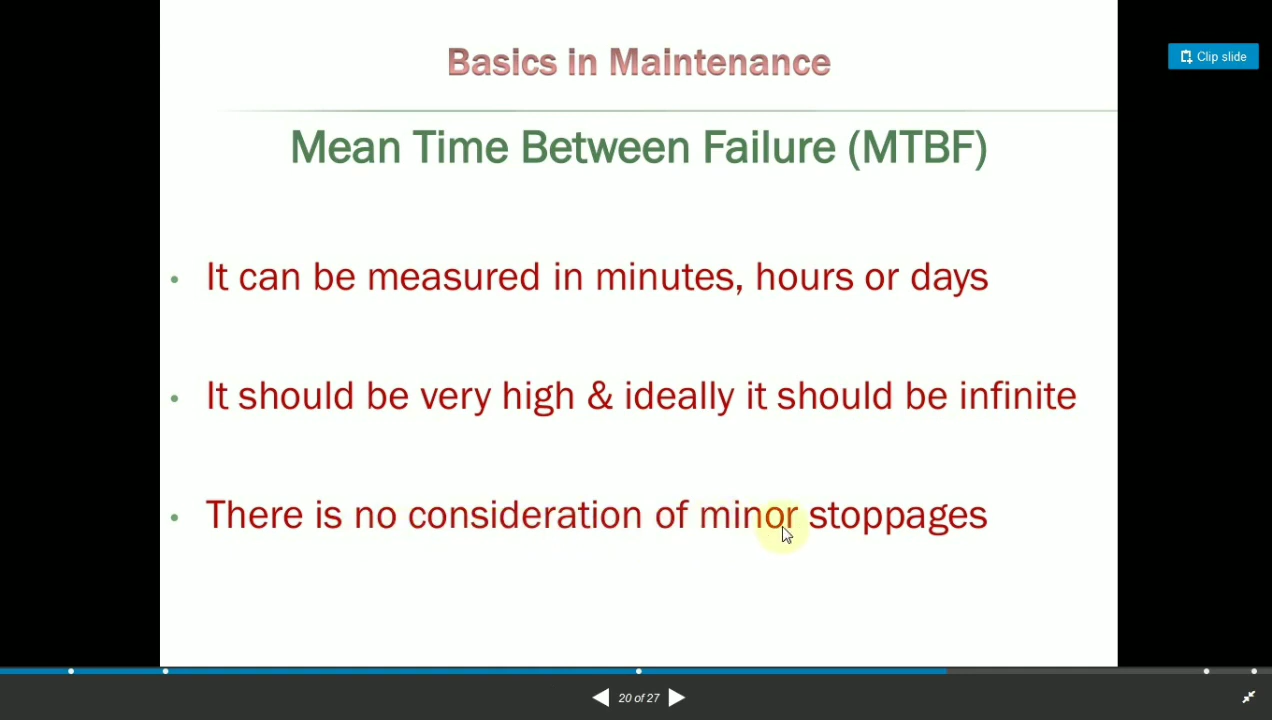 Basics in Maintenance
Clip slide
Mean Time Between Failure (MTBF)
• It can be measured in minutes, hours or days
• It should be very high & ideally it should be infinite
• There is no consideration of minor stoppages
20 of 27